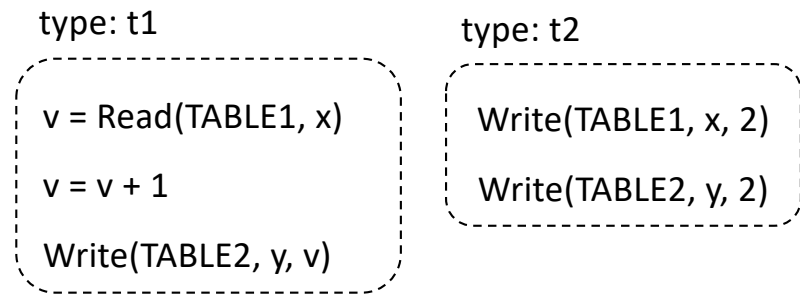 type: t1
v = Read(TABLE1, x)
v = v + 1
Write(TABLE2, y, v)
type: t2
Write(TABLE1, x, 2)
Write(TABLE2, y, 2)